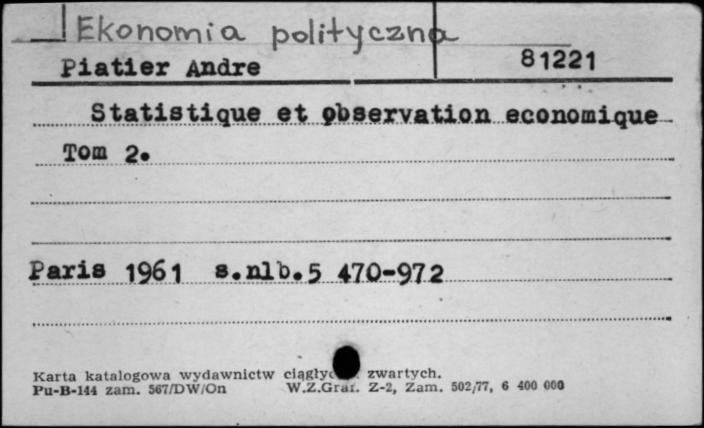 Ekonomia polityczna
Piatier Andre 81221
Statistique et observation economique
Tom 2.
Paris 1961 s.nlb.5 470-972
Karta katalogowa wydawnictw zwartych.
Pu-B-144 zam. 567/DW/On W.Z.Graf. Z-2, Zam. 502/77, 6 400 000